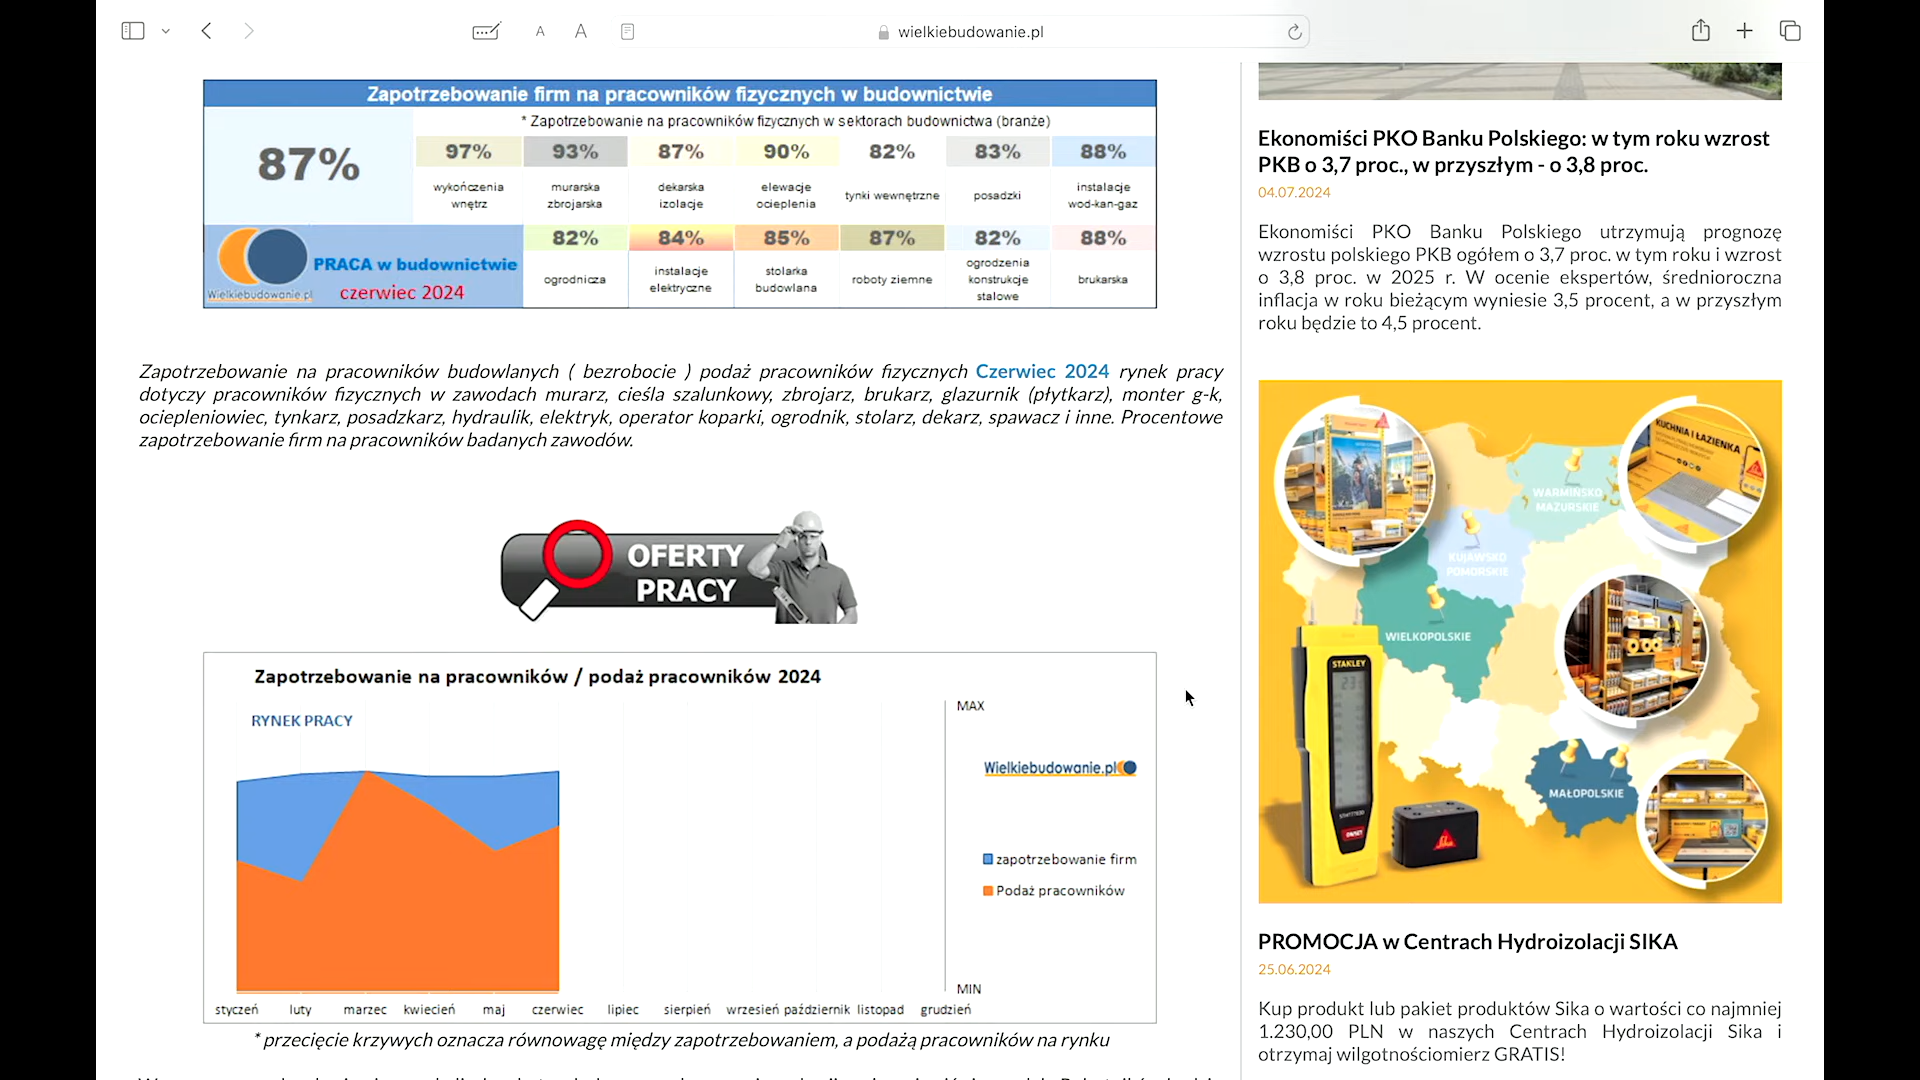 wielkiebudowanie.pl
Zapotrzebowanie firm na pracowników fizycznych w budownictwie
* Zapotrzebowanie na pracowników fizycznych w sektorach budownictwa (branże)
87%
97% 93% 87% 90% 82% 83% 88%
wykończenia wnętrz
murarska zbrojarska
dekarska izolacje
elewacje ocieplenia
tynki wewnętrzne
posadzki
instalacje wod-kan-gaz
82% 84% 85% 87% 82% 88%
PRACA w budownictwie
Wielkiebudowanie.pl
czerwiec 2024
ogrodnicza
instalacje elektryczne
stolarka budowlana
roboty ziemne
ogrodzenia konstrukcje stalowe
brukarska
Zapotrzebowanie na pracowników budowlanych ( bezrobocie ) podaż pracowników fizycznych Czerwiec 2024 rynek pracy
dotyczy pracowników fizycznych w zawodach murarz, cieśla szalunkowy, zbrojarz, brukarz, glazurnik (płytkarz), monter g-k,
ociepleniowiec, tynkarz, posadzkarz, hydraulik, elektryk, operator koparki, ogrodnik, stolarz, dekarz, spawacz i inne. Procentowe
zapotrzebowanie firm na pracowników badanych zawodów.
OFERTY
PRACY
Zapotrzebowanie na pracowników / podaż pracowników 2024
RYNEK PRACY
MAX
Wielkiebudowanie.pl
zapotrzebowanie firm
Podaż pracowników
MIN
styczeń luty marzec kwiecień maj czerwiec lipiec sierpień wrzesień październik listopad grudzień
* przecięcie krzywych oznacza równowagę między zapotrzebowaniem, a podażą pracowników na rynku
Ekonomiści PKO Banku Polskiego: w tym roku wzrost
PKB o 3,7 proc., w przyszłym - o 3,8 proc.
04.07.2024
Ekonomiści PKO Banku Polskiego utrzymują prognozę
wzrostu polskiego PKB ogółem o 3,7 proc. w tym roku i wzrost
o 3,8 proc. w 2025 r. W ocenie ekspertów, średnioroczna
inflacja w roku bieżącym wyniesie 3,5 procent, a w przyszłym
roku będzie to 4,5 procent.
KUCHNIA I ŁAZIENKA
WARMIŃSKO
MAZURSKIE
KUJAWSKO
POMORSKIE
WIELKOPOLSKIE
STANLEY
MAŁOPOLSKIE
PROMOCJA w Centrach Hydroizolacji SIKA
25.06.2024
Kup produkt lub pakiet produktów Sika o wartości co najmniej
1.230,00 PLN w naszych Centrach Hydroizolacji Sika i
otrzymaj wilgotnościomierz GRATIS!